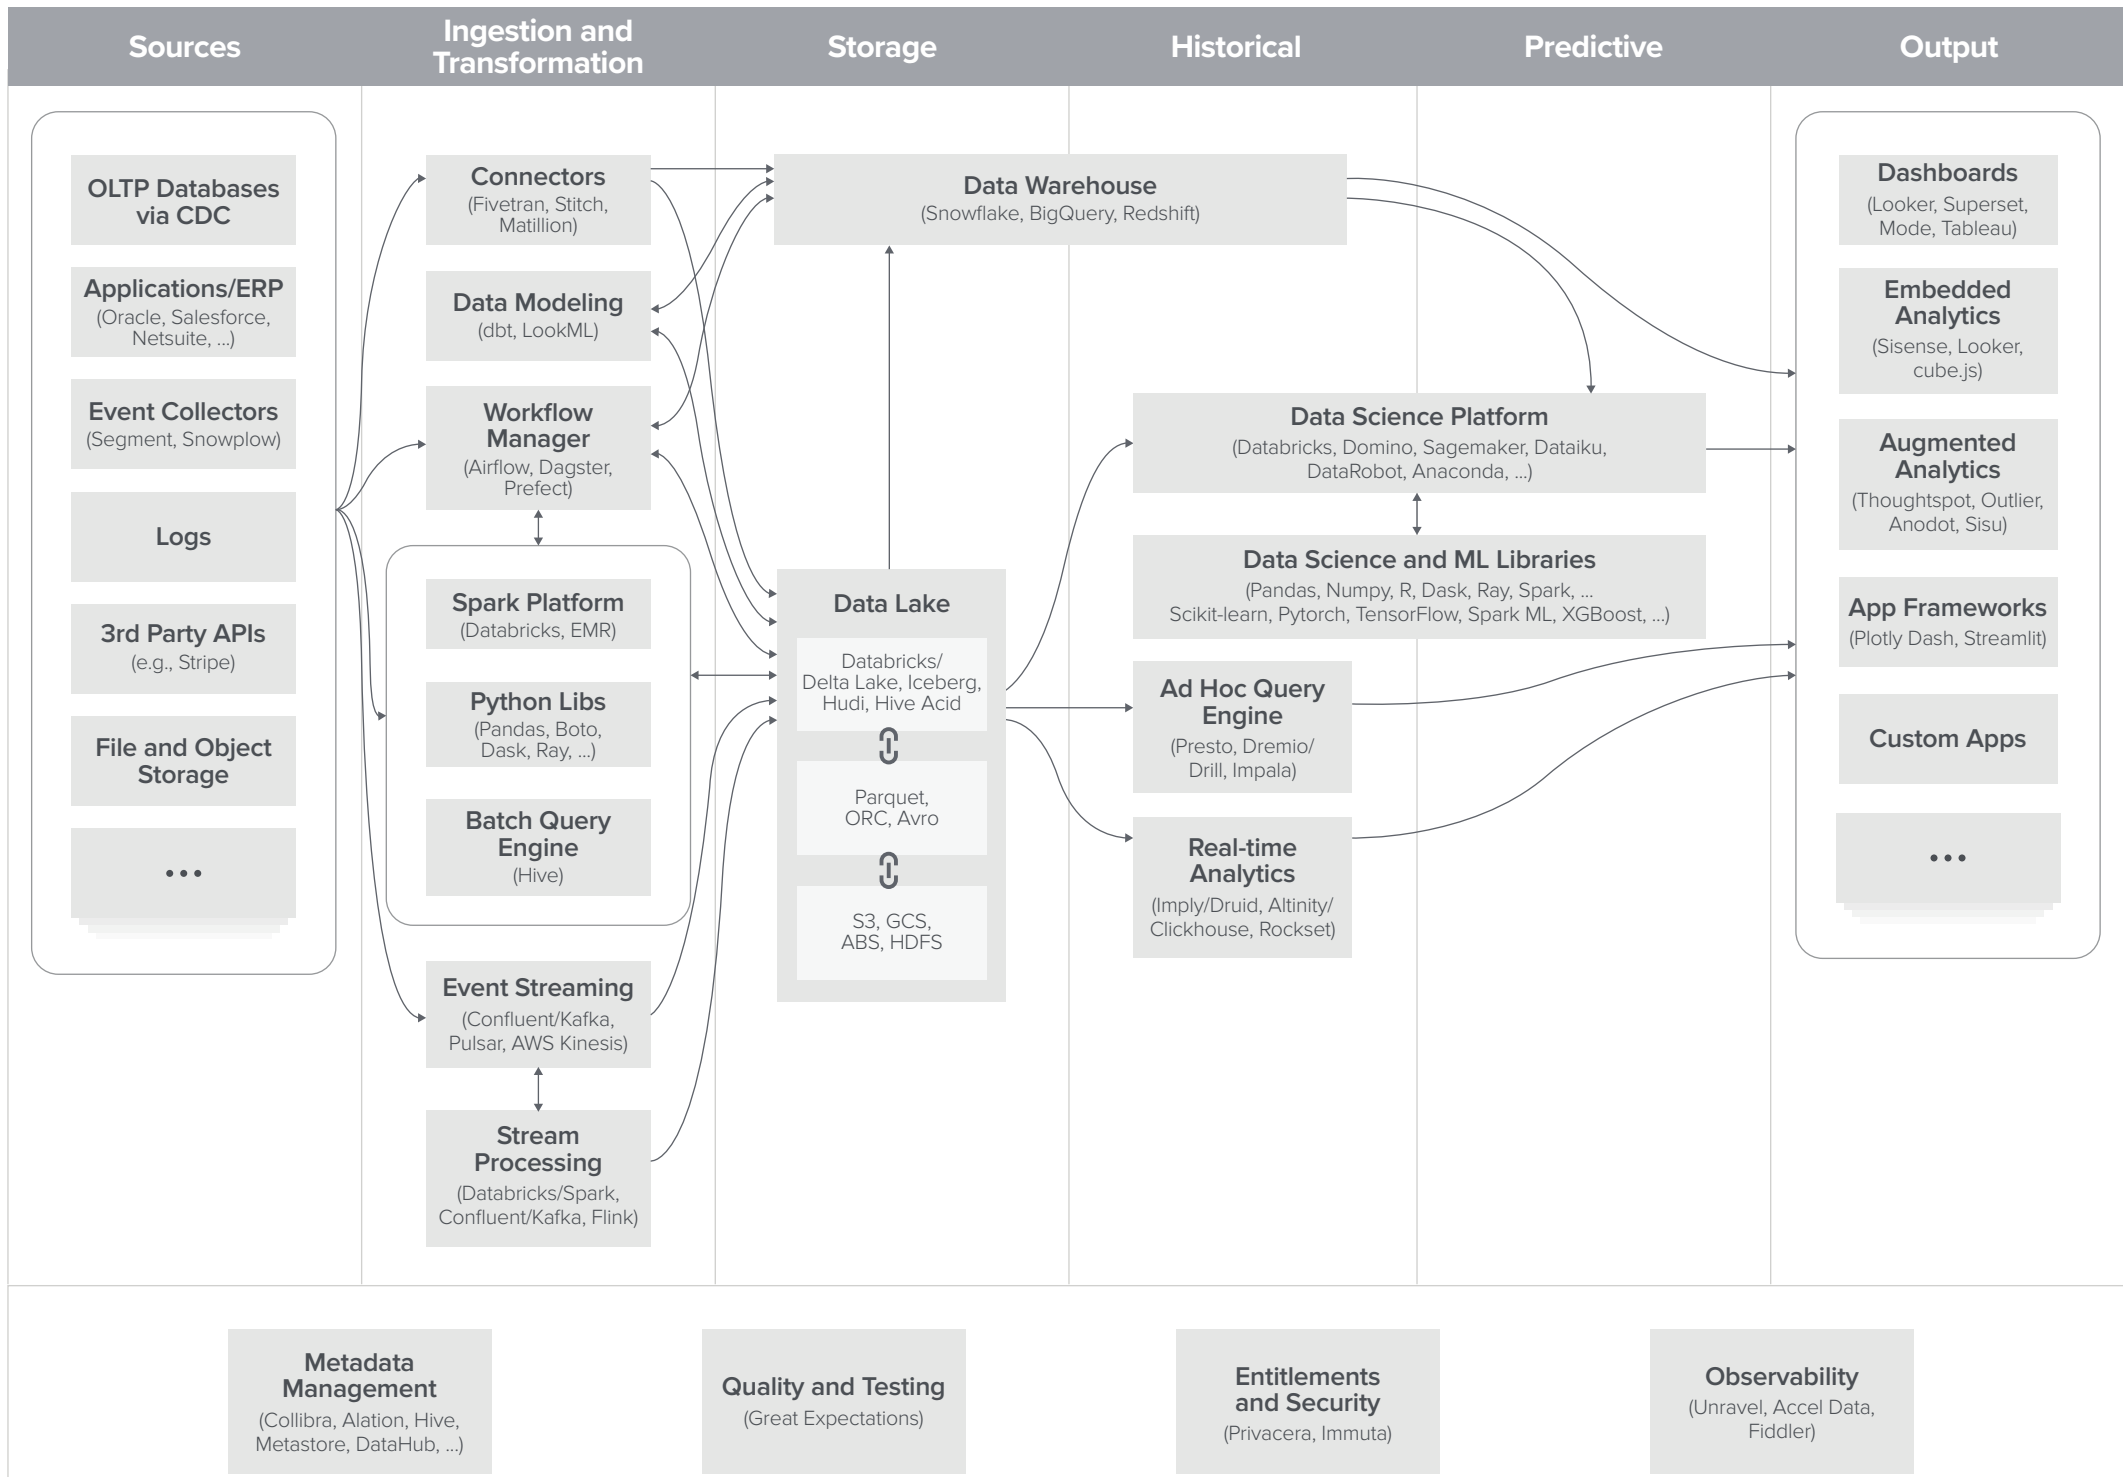 Sources
Ingestion and
Transformation
Storage
Historical
Predictive
Output
OLTP Databases
via CDC
Applications/ERP
(Oracle, Salesforce,
Netsuite, ...)
Event Collectors
(Segment, Snowplow)
Logs
3rd Party APIs
(e.g., Stripe)
File and Object
Storage
...
Connectors
(Fivetran, Stitch,
Matillion)
Data Modeling
(dbt, LookML)
Workflow
Manager
(Airflow, Dagster,
Prefect)
Spark Platform
(Databricks, EMR)
Python Libs
(Pandas, Boto,
Dask, Ray, ...)
Batch Query
Engine
(Hive)
Event Streaming
(Confluent/Kafka,
Pulsar, AWS Kinesis)
Stream
Processing
(Databricks/Spark,
Confluent/Kafka, Flink)
Data Warehouse
(Snowflake, BigQuery, Redshift)
Data Lake
Databricks/
Delta Lake, Iceberg,
Hudi, Hive Acid
Parquet,
ORC, Avro
S3, GCS,
ABS, HDFS
Data Science Platform
(Databricks, Domino, Sagemaker, Dataiku,
DataRobot, Anaconda, ...)
Data Science and ML Libraries
(Pandas, Numpy, R, Dask, Ray, Spark, ...
Scikit-learn, Pytorch, TensorFlow, Spark ML, XGBoost, ...)
Ad Hoc Query
Engine
(Presto, Dremio/
Drill, Impala)
Real-time
Analytics
(Imply/Druid, Altinity/
Clickhouse, Rockset)
Dashboards
(Looker, Superset,
Mode, Tableau)
Embedded
Analytics
(Sisense, Looker,
cube.js)
Augmented
Analytics
(Thoughtspot, Outlier,
Anodot, Sisu)
App Frameworks
(Plotly Dash, Streamlit)
Custom Apps
...
Metadata
Management
(Collibra, Alation, Hive,
Metastore, DataHub, ...)
Quality and Testing
(Great Expectations)
Entitlements
and Security
(Privacera, Immuta)
Observability
(Unravel, Accel Data,
Fiddler)